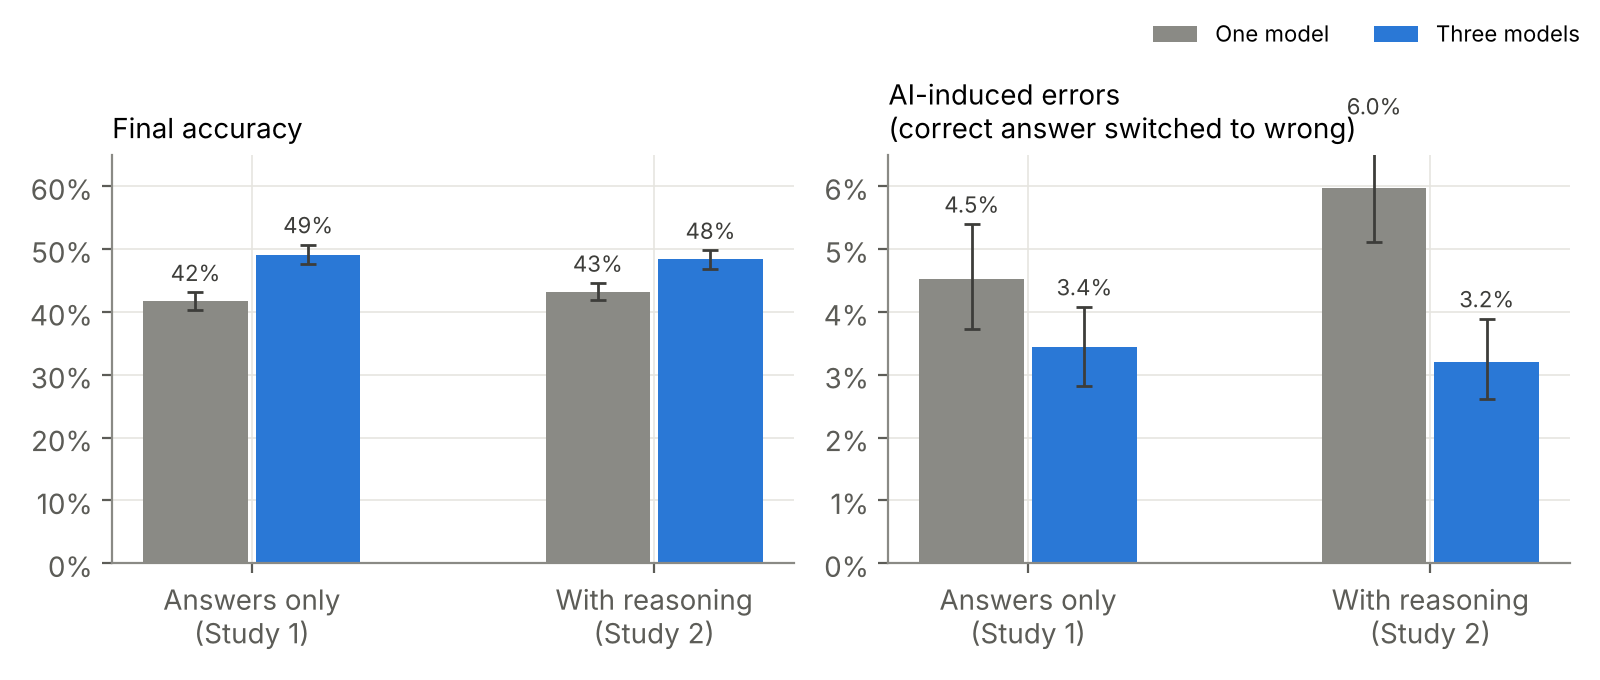 One model
Three models
Final accuracy
60%
50%
40%
30%
20%
10%
0%
42%
49%
43%
48%
Answers only
(Study 1)
With reasoning
(Study 2)
AI-induced errors
(correct answer switched to wrong)
6%
5%
4%
3%
2%
1%
0%
4.5%
3.4%
6.0%
3.2%
Answers only
(Study 1)
With reasoning
(Study 2)